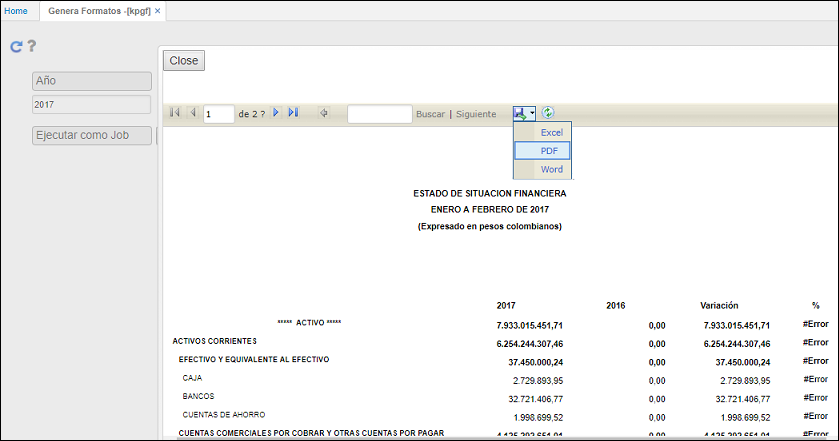 Home Genera Formatos -[kpgf] ×
?
Close
Año
2017
Ejecutar como Job
1 de 2 ? Buscar | Siguiente
Excel
PDF
Word
ESTADO DE SITUACION FINANCIERA
ENERO A FEBRERO DE 2017
(Expresado en pesos colombianos)
2017 2016 Variación %
***** ACTIVO ***** 7.933.015.451,71 0,00 7.933.015.451,71 #Error
ACTIVOS CORRIENTES 6.254.244.307,46 0,00 6.254.244.307,46 #Error
EFECTIVO Y EQUIVALENTE AL EFECTIVO 37.450.000,24 0,00 37.450.000,24 #Error
CAJA 2.729.893,95 0,00 2.729.893,95 #Error
BANCOS 32.721.406,77 0,00 32.721.406,77 #Error
CUENTAS DE AHORRO 1.998.699,52 0,00 1.998.699,52 #Error
CUENTAS COMERCIALES POR COBRAR Y OTRAS CUENTAS POR PAGAR 0,00 #Error